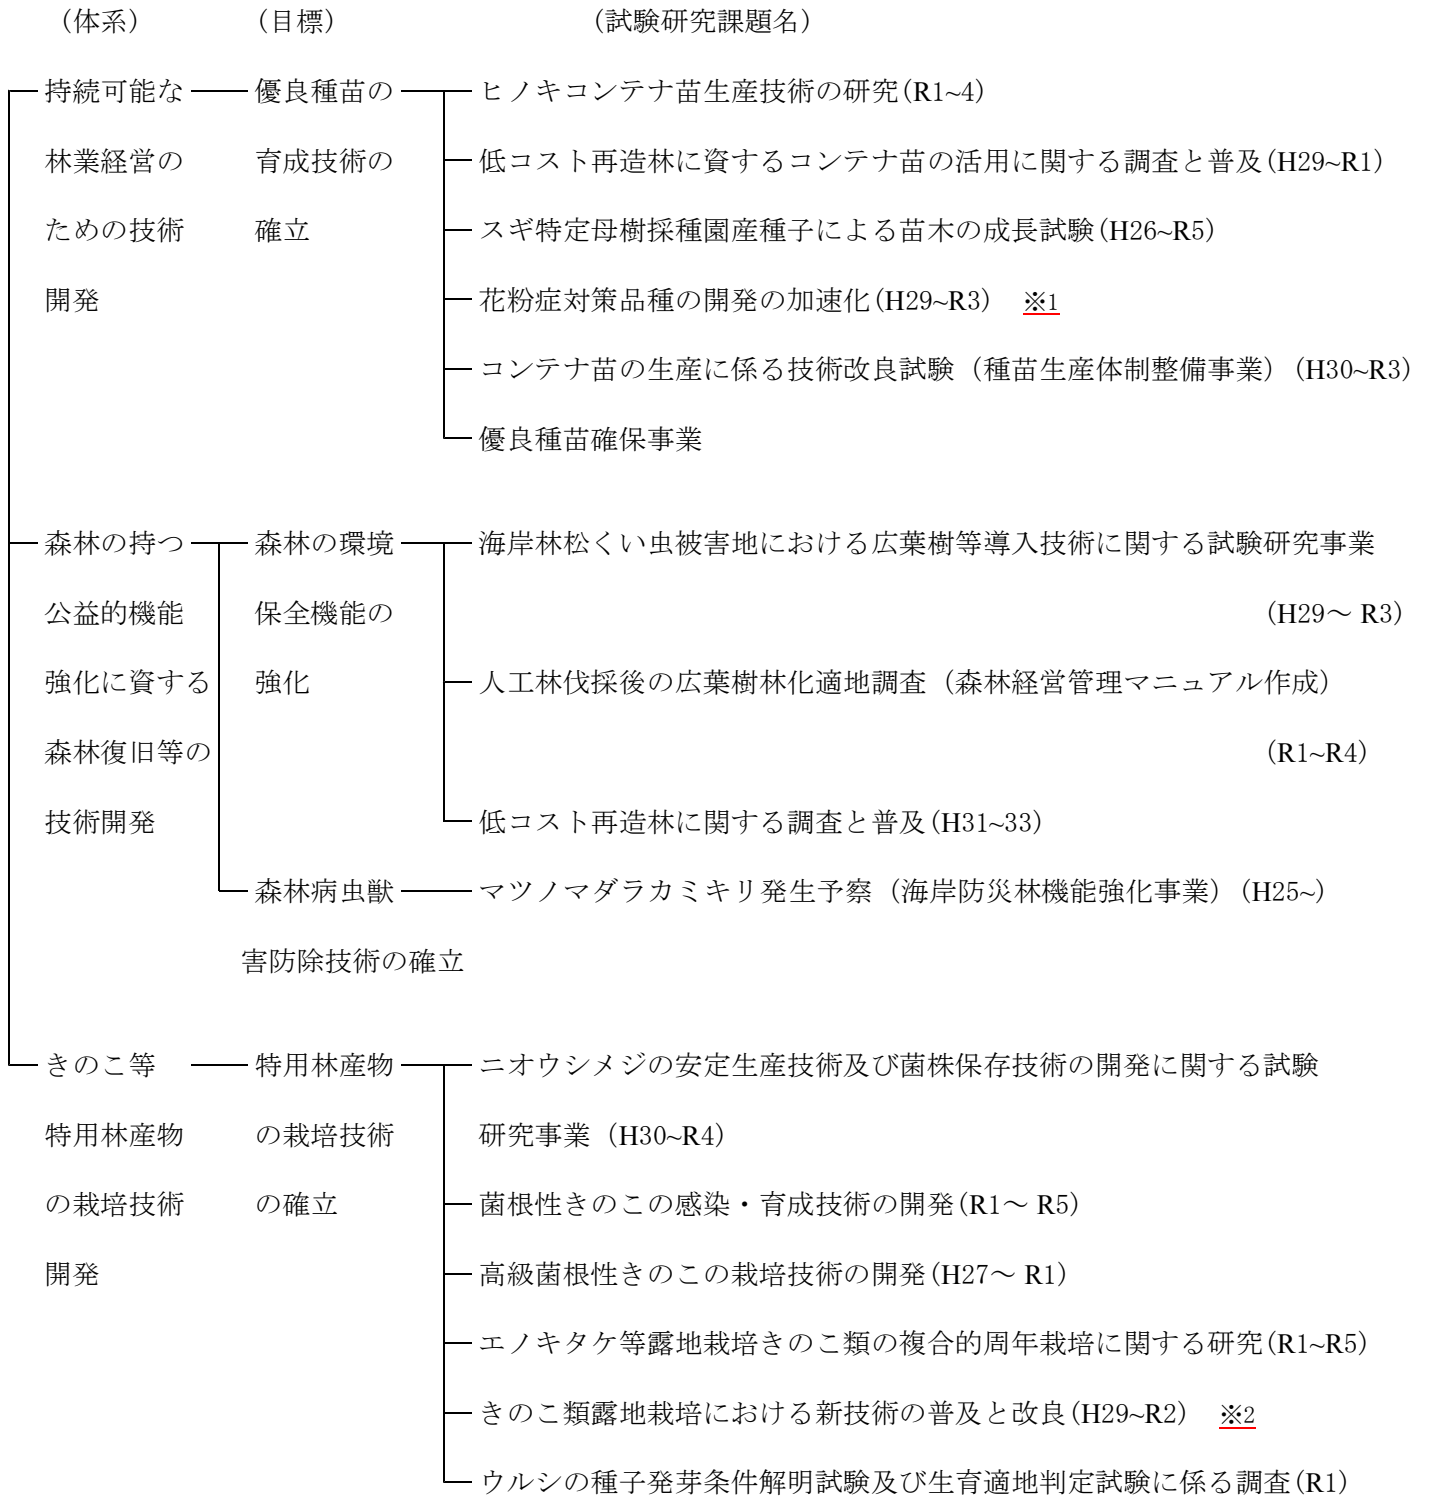 （体系） （目標） （試験研究課題名）
持続可能な 優良種苗の ヒノキコンテナ苗生産技術の研究(R1~4)
林業経営の 育成技術の 低コスト再造林に資するコンテナ苗の活用に関する調査と普及(H29~R1)
ための技術 確立 スギ特定母樹採種園産種子による苗木の成長試験(H26~R5)
開発 花粉症対策品種の開発の加速化(H29~R3) ※1
コンテナ苗の生産に係る技術改良試験（種苗生産体制整備事業）(H30~R3)
優良種苗確保事業
森林の持つ 森林の環境 海岸林松くい虫被害地における広葉樹等導入技術に関する試験研究事業
公益的機能 保全機能の (H29～ R3)
強化に資する 強化 人工林伐採後の広葉樹林化適地調査（森林経営管理マニュアル作成）
森林復旧等の (R1~R4)
技術開発 低コスト再造林に関する調査と普及(H31~33)
森林病虫獣 マツノマダラカミキリ発生予察（海岸防災林機能強化事業）(H25~)
害防除技術の確立
きのこ等 特用林産物 ニオウシメジの安定生産技術及び菌株保存技術の開発に関する試験
特用林産物 の栽培技術 研究事業（H30~R4)
の栽培技術 の確立 菌根性きのこの感染・育成技術の開発(R1～ R5)
開発 高級菌根性きのこの栽培技術の開発(H27～ R1)
エノキタケ等露地栽培きのこ類の複合的周年栽培に関する研究(R1~R5)
きのこ類露地栽培における新技術の普及と改良(H29~R2) ※2
ウルシの種子発芽条件解明試験及び生育適地判定試験に係る調査(R1)